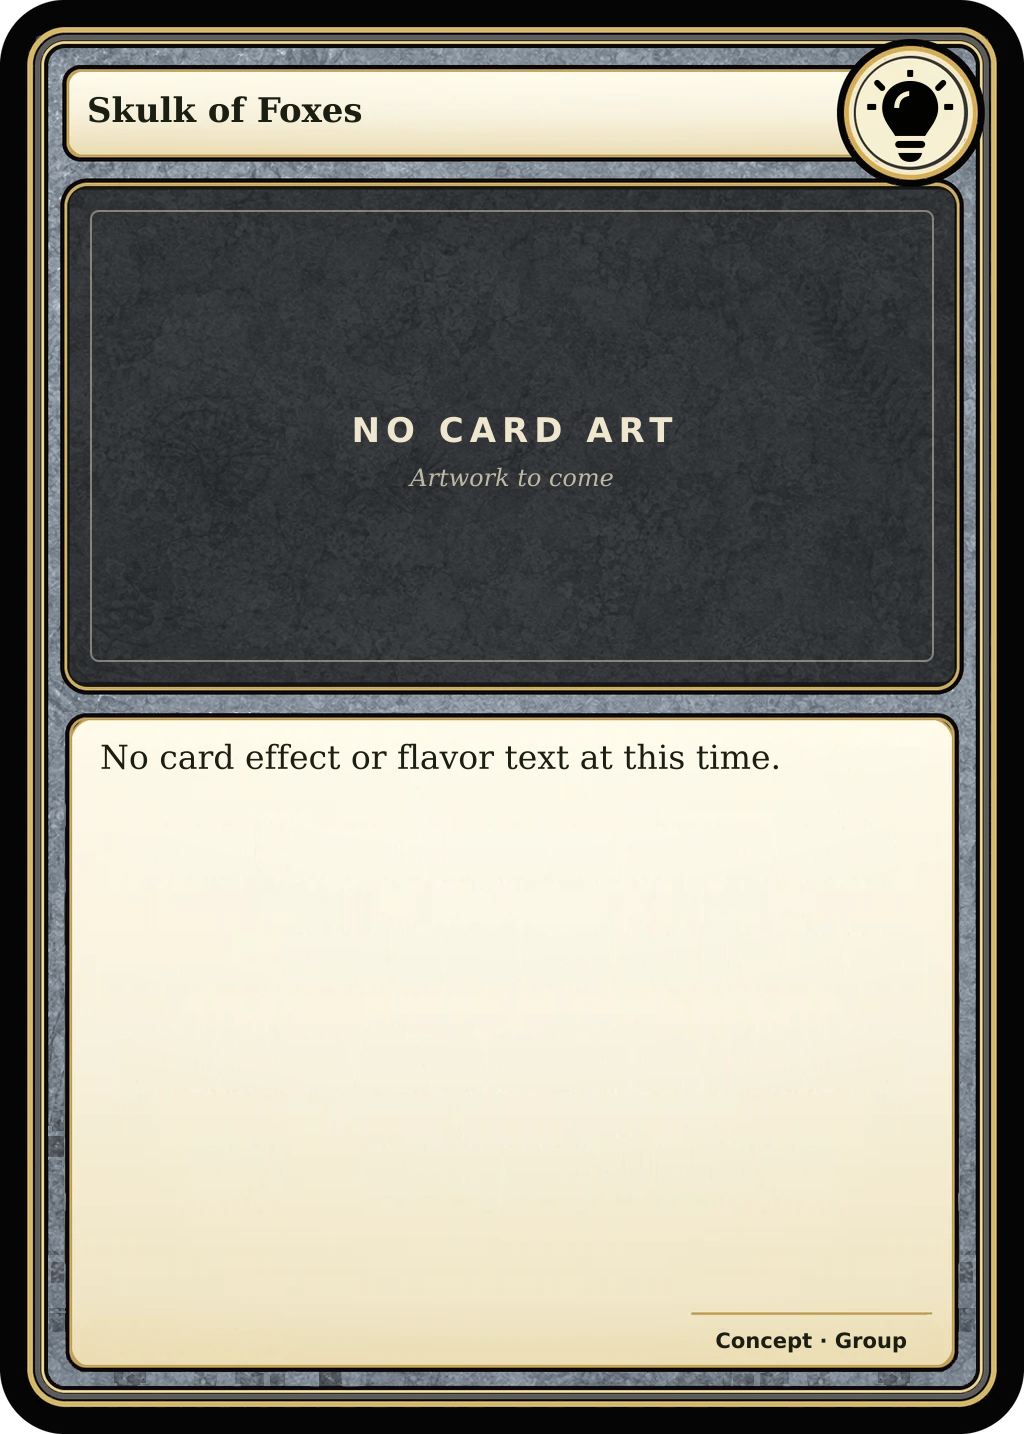 Skulk of Foxes
NO CARD ART
Artwork to come
No card effect or flavor text at this time.
Concept · Group